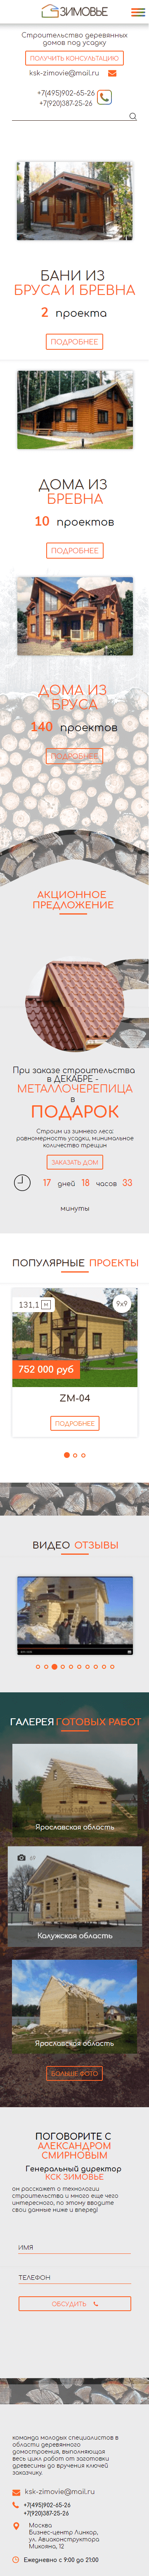 ЗИМОВЬЕ
Строительство деревянных
домов под усадку
ПОЛУЧИТЬ КОНСУЛЬТАЦИЮ
ksk-zimovie@mail.ru
+7(495)902-65-26
+7(920)387-25-26
БАНИ ИЗ
БРУСА И БРЕВНА
2 проекта
ПОДРОБНЕЕ
ДОМА ИЗ
БРЕВНА
10 проектов
ПОДРОБНЕЕ
ДОМА ИЗ
БРУСА
140 проектов
ПОДРОБНЕЕ
АКЦИОННОЕ
ПРЕДЛОЖЕНИЕ
При заказе строительства
в ДЕКАБРЕ -
МЕТАЛЛОЧЕРЕПИЦА
в
ПОДАРОК
Строим из зимнего леса:
равномерность усадки, минимальное
количество трещин
ЗАКАЗАТЬ ДОМ
17 дней 18 часов 33
минуты
ПОПУЛЯРНЫЕ ПРОЕКТЫ
131,1 М
9х9
752 000 руб
ZM-04
ПОДРОБНЕЕ
ВИДЕО ОТЗЫВЫ
ГАЛЕРЕЯ ГОТОВЫХ РАБОТ
Ярославская область
Калужская область
Ярославская область
БОЛЬШЕ ФОТО
ПОГОВОРИТЕ С
АЛЕКСАНДРОМ
СМИРНОВЫМ
Генеральный директор
КСК ЗИМОВЬЕ
он расскажет о технологии
строительства и много еще чего
интересного, по этому вводите
свои данные ниже и вперед!
ИМЯ
ТЕЛЕФОН
ОБСУДИТЬ
команда молодых специалистов в
области деревянного
домостроения, выполняющая
весь цикл работ от заготовки
древесины до вручения ключей
заказчику.
ksk-zimovie@mail.ru
+7(495)902-65-26
+7(920)387-25-26
Москва
Бизнес-центр Линкор,
ул. Авиаконструктора
Микояна, 12
Ежедневно с 9:00 до 21:00